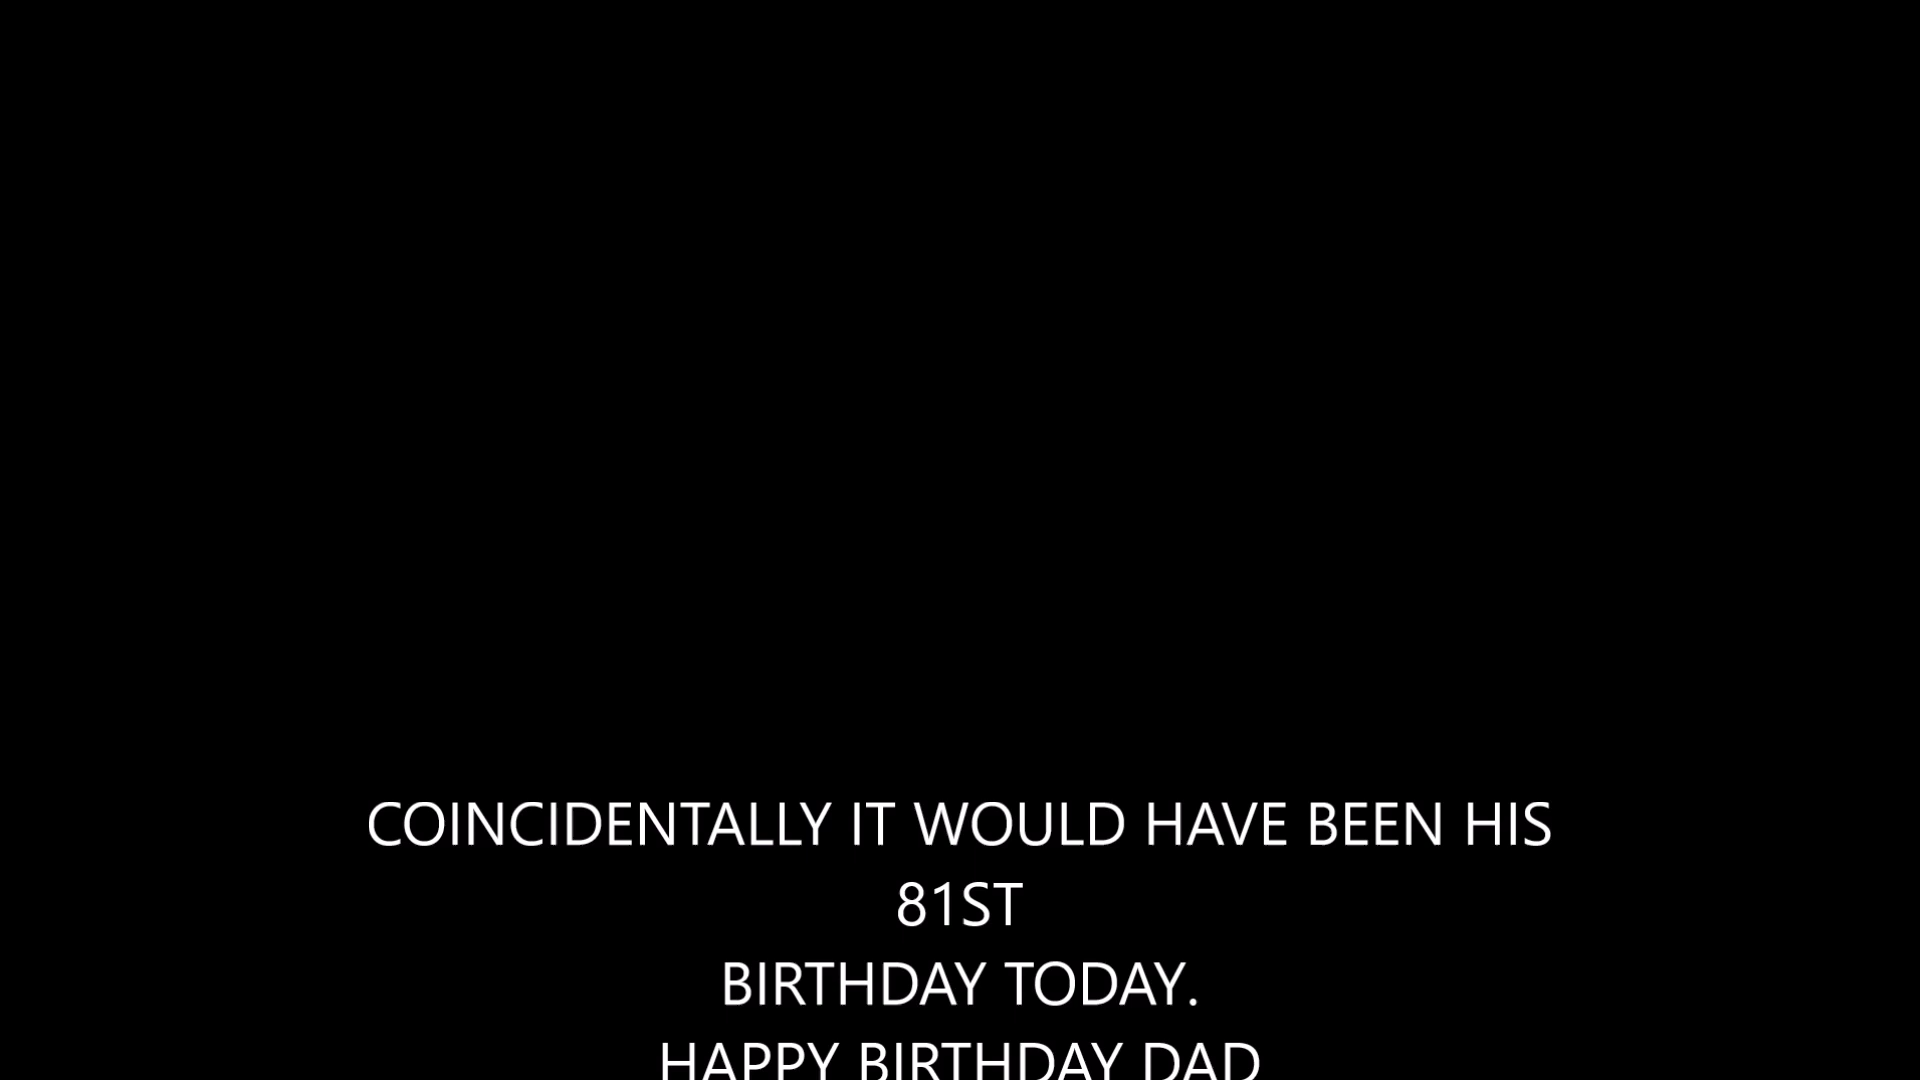 COINCIDENTALLY IT WOULD HAVE BEEN HIS
81ST
BIRTHDAY TODAY.
HAPPY BIRTHDAY DAD